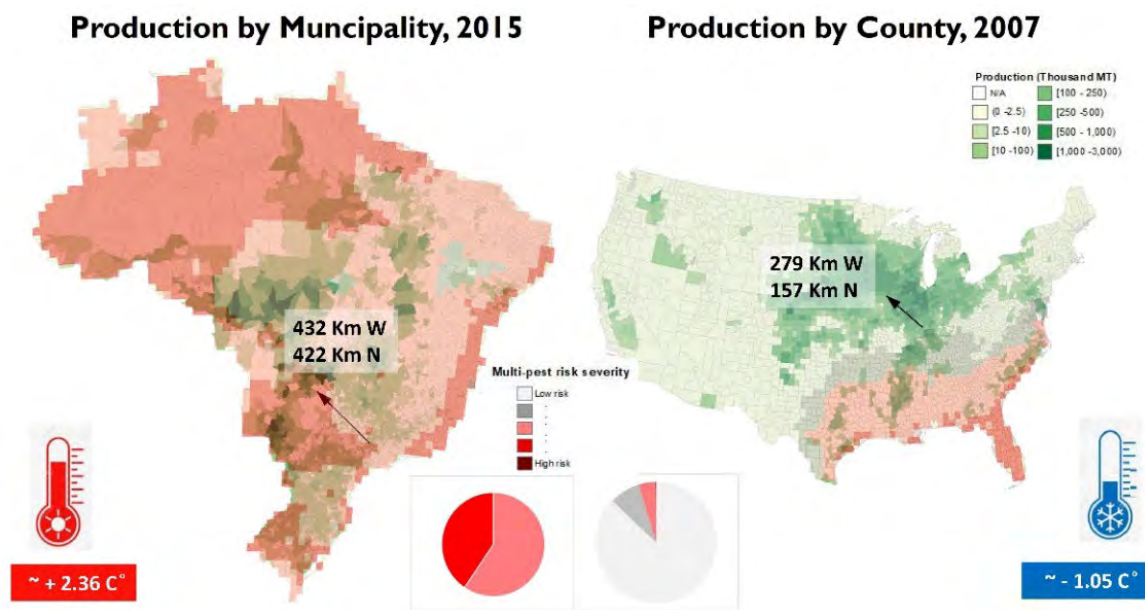 Production by Muncipality, 2015
Production by County, 2007
Production (Thousand MT)
N/A
(0 -2.5)
[2.5 -10)
[10 -100)
[100 - 250)
[250 -500)
[500 - 1,000)
[1,000 -3,000)
432 Km W
422 Km N
279 Km W
157 Km N
Multi-pest risk severity
Low risk
High risk
~ + 2.36 C°
~ - 1.05 C°